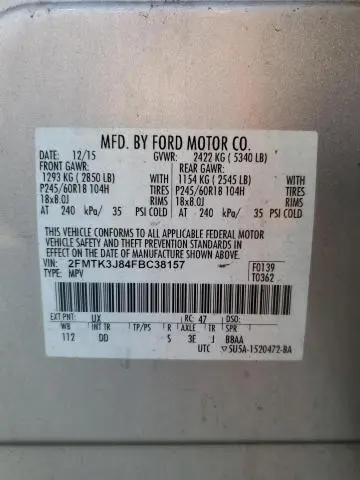 MFD. BY FORD MOTOR CO.
DATE: 12/15 GVWR: 2422 KG ( 5340 LB)
FRONT GAWR: REAR GAWR:
1293 KG ( 2850 LB) 1154 KG ( 2545 LB)
WITH WITH
P245/60R18 104H TIRES P245/60R18 104H TIRES
18x8.0J RIMS 18x8.0J RIMS
AT 240 kPa/ 35 PSI COLD AT 240 kPa/ 35 PSI COLD
THIS VEHICLE CONFORMS TO ALL APPLICABLE FEDERAL MOTOR
VEHICLE SAFETY AND THEFT PREVENTION STANDARDS IN
EFFECT ON THE DATE OF MANUFACTURE SHOWN ABOVE.
VIN: 2FMTK3J84FBC38157 F0139
TYPE: MPV T0362
EXT PNT: UX RC: 47 DSO:
WB INT TR TP/PS R AXLE TR SPR
112 DD S 3E J B8AA
UTC 5U5A-1520472-BA